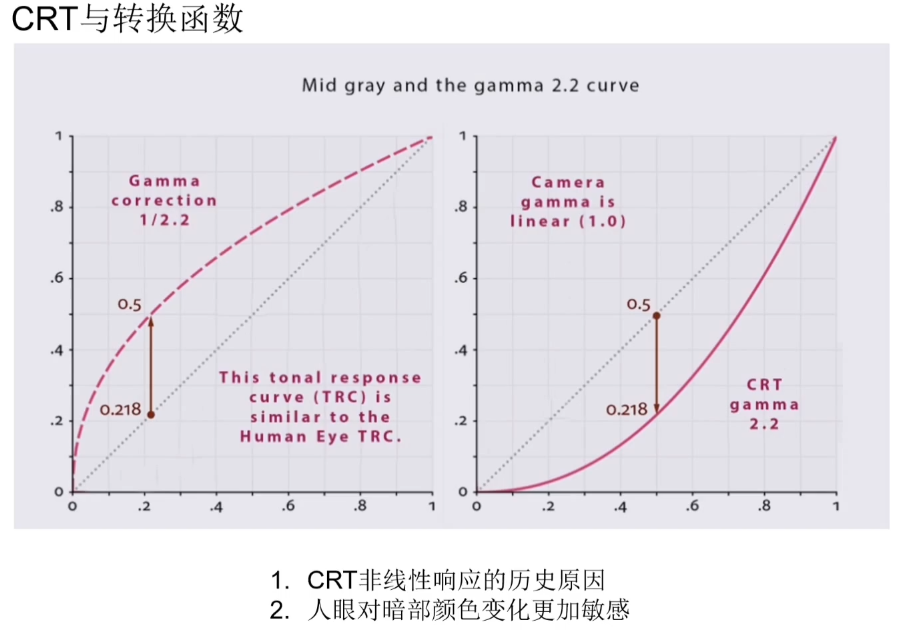 CRT与转换函数
Mid gray and the gamma 2.2 curve
1
.8
.6
.4
.2
0
0
.2
.4
.6
.8
1
Gamma
correction
1/2.2
0.5
0.218
This tonal response
curve (TRC) is
similar to the
Human Eye TRC.
1
.8
.6
.4
.2
0
0
.2
.4
.6
.8
1
Camera
gamma is
linear (1.0)
0.5
0.218
CRT
gamma
2.2
1. CRT非线性响应的历史原因
2. 人眼对暗部颜色变化更加敏感